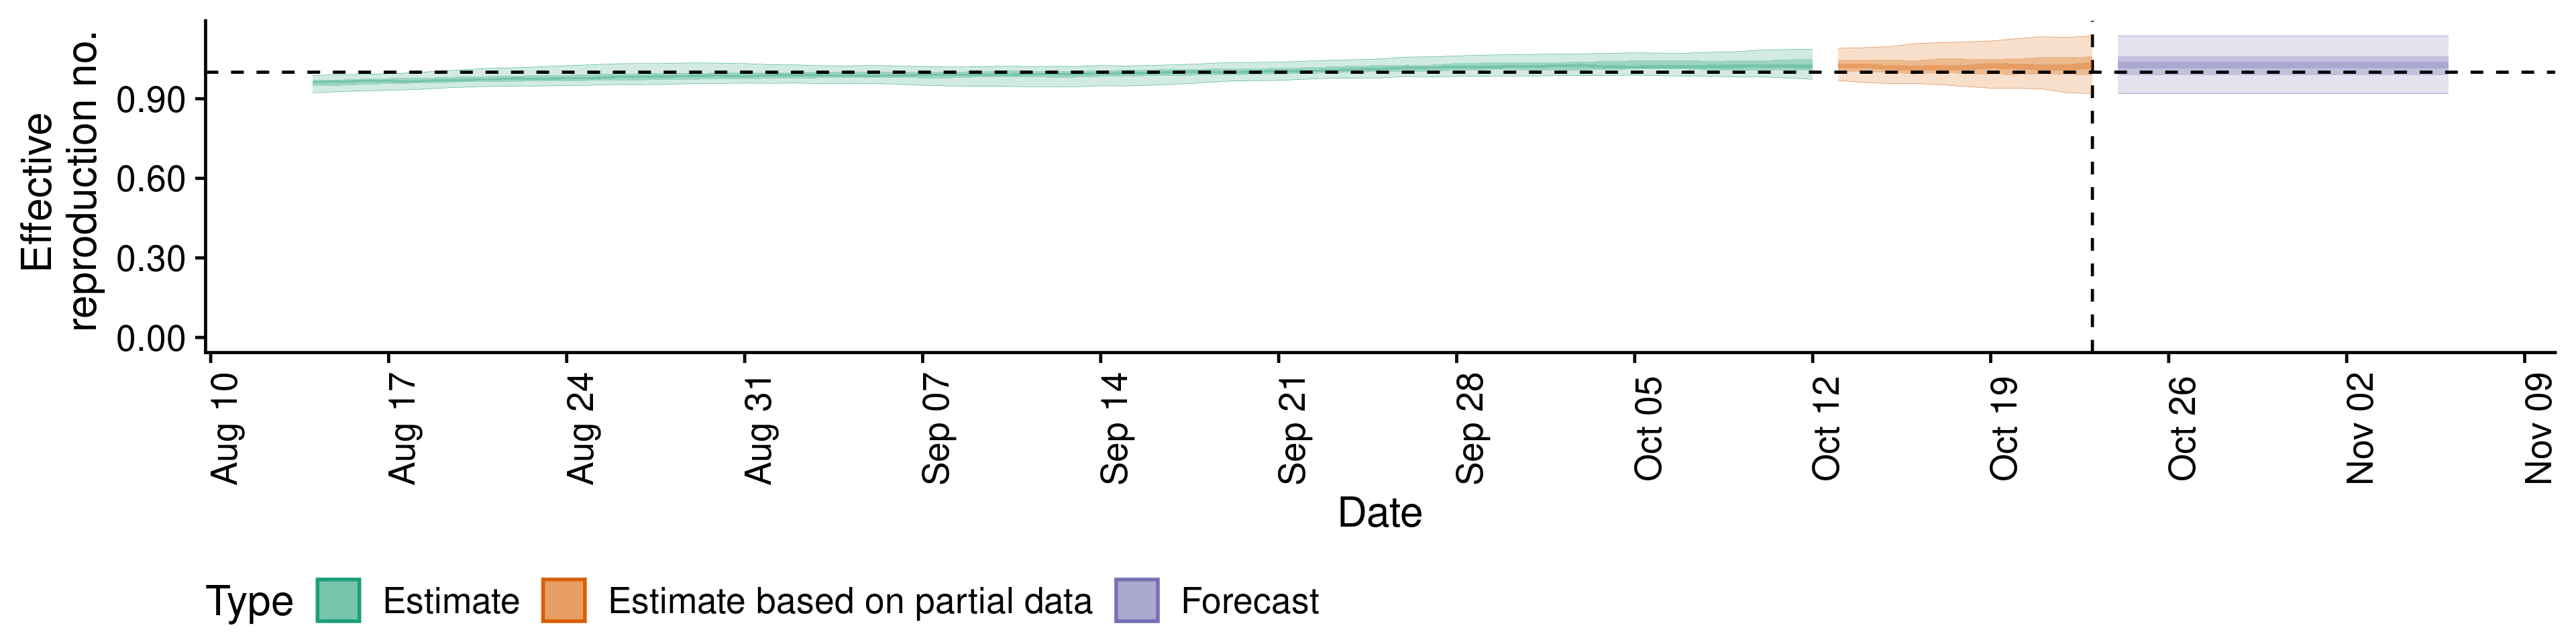 Effective
reproduction no.
0.90
0.60
0.30
0.00
Aug 10
Aug 17
Aug 24
Aug 31
Sep 07
Sep 14
Sep 21
Sep 28
Oct 05
Oct 12
Oct 19
Oct 26
Nov 02
Nov 09
Date
Type Estimate Estimate based on partial data Forecast